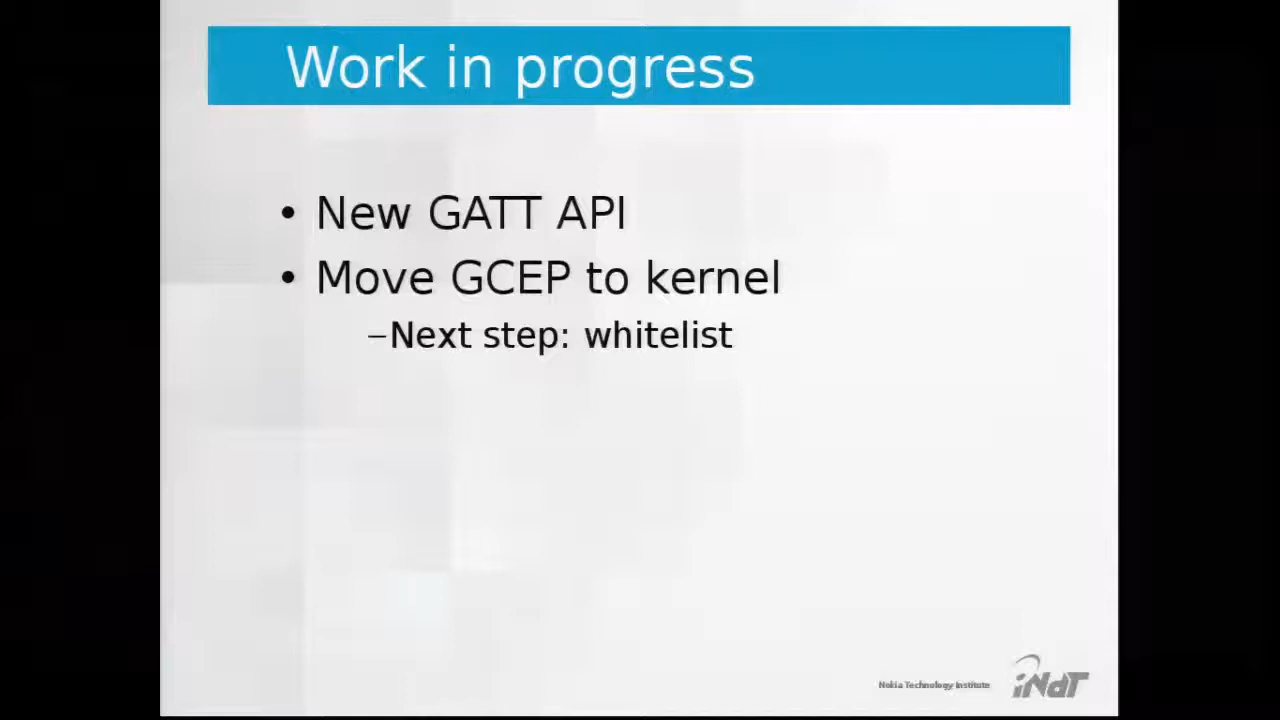 Work in progress
• New GATT API
• Move GCEP to kernel
–Next step: whitelist
Nokia Technology Institute
iNdT